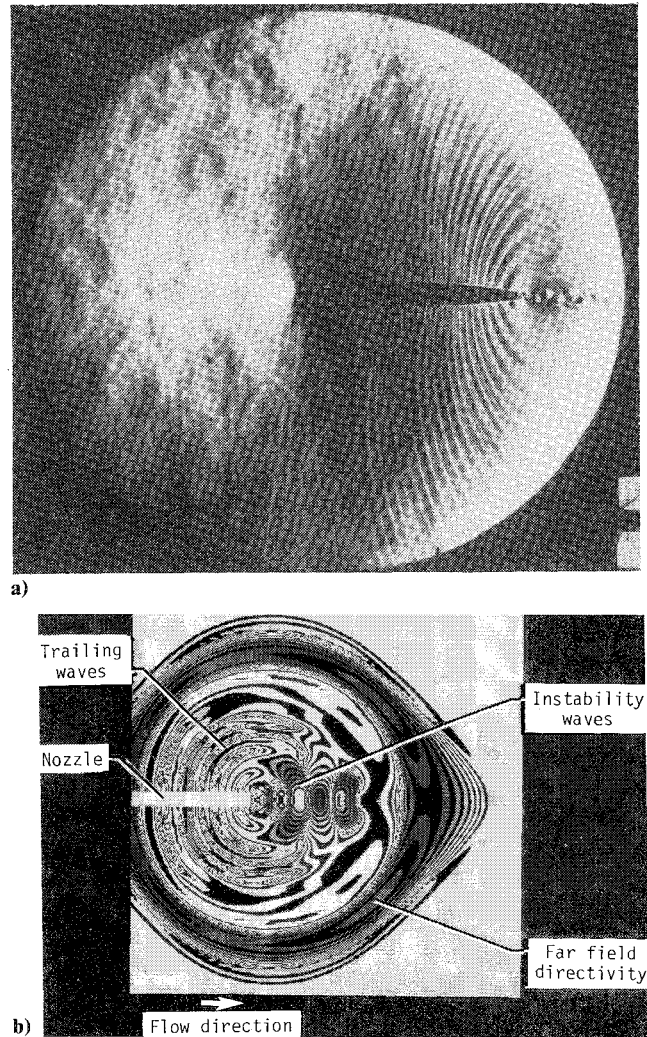 a)
Trailing
waves
Instability
waves
Nozzle
Far field
directivity
b)
Flow direction